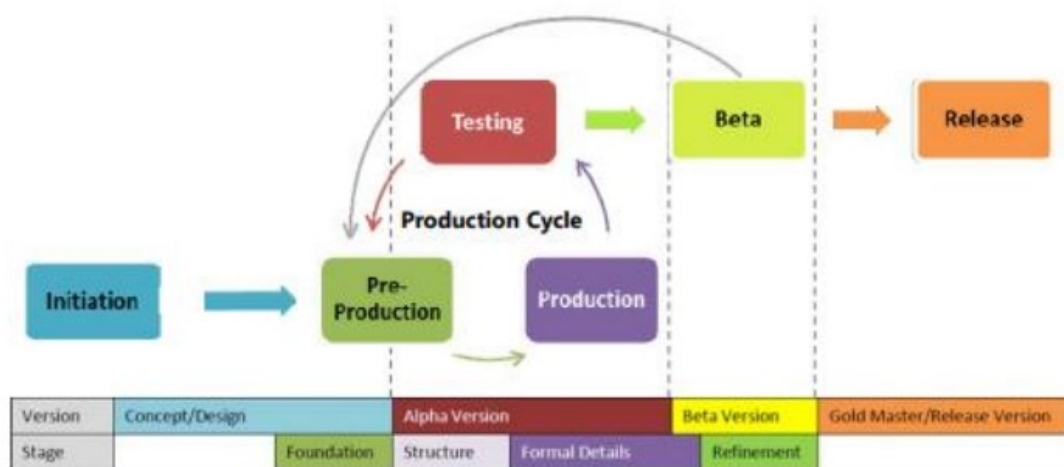 Testing
Beta
Release
Production Cycle
Initiation
Pre-
Production
Production
Version
Concept/Design
Alpha Version
Beta Version
Gold Master/Release Version
Stage
Foundation
Structure
Formal Details
Refinement